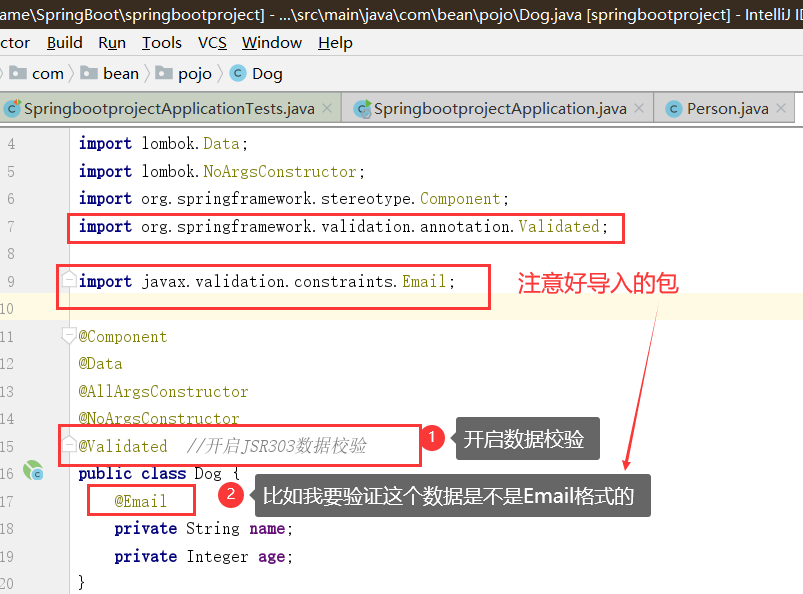 ame\SpringBoot\springbootproject] - ...\src\main\java\com\bean\pojo\Dog.java [springbootproject] - IntelliJ ID
ctor Build Run Tools VCS Window Help
com bean pojo Dog
SpringbootprojectApplicationTests.java SpringbootprojectApplication.java Person.java
4 import lombok.Data;
5 import lombok.NoArgsConstructor;
6 import org.springframework.stereotype.Component;
7 import org.springframework.validation.annotation.Validated;
8
9 import javax.validation.constraints.Email; 注意好导入的包
10
11 @Component
12 @Data
13 @AllArgsConstructor
14 @NoArgsConstructor
15 @Validated //开启JSR303数据校验 1 开启数据校验
16 public class Dog {
17 @Email 2 比如我要验证这个数据是不是Email格式的
18 private String name;
19 private Integer age;
20 }